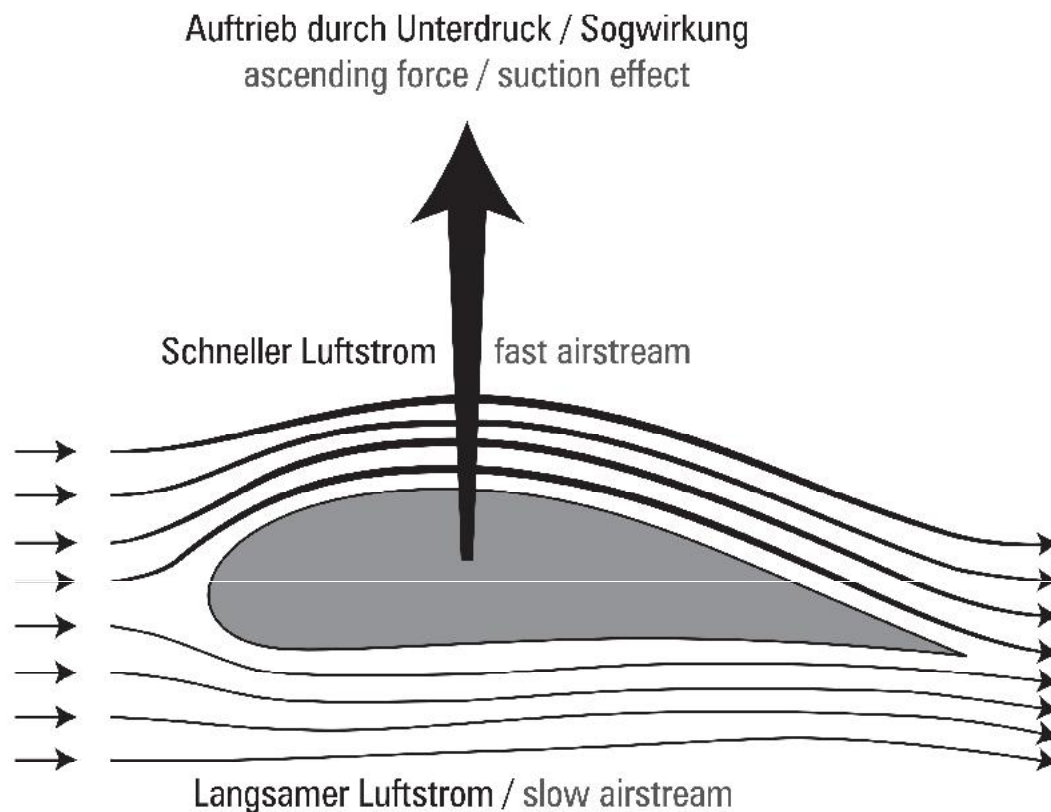 Auftrieb durch Unterdruck / Sogwirkung
ascending force / suction effect
Schneller Luftstrom fast airstream
Langsamer Luftstrom / slow airstream